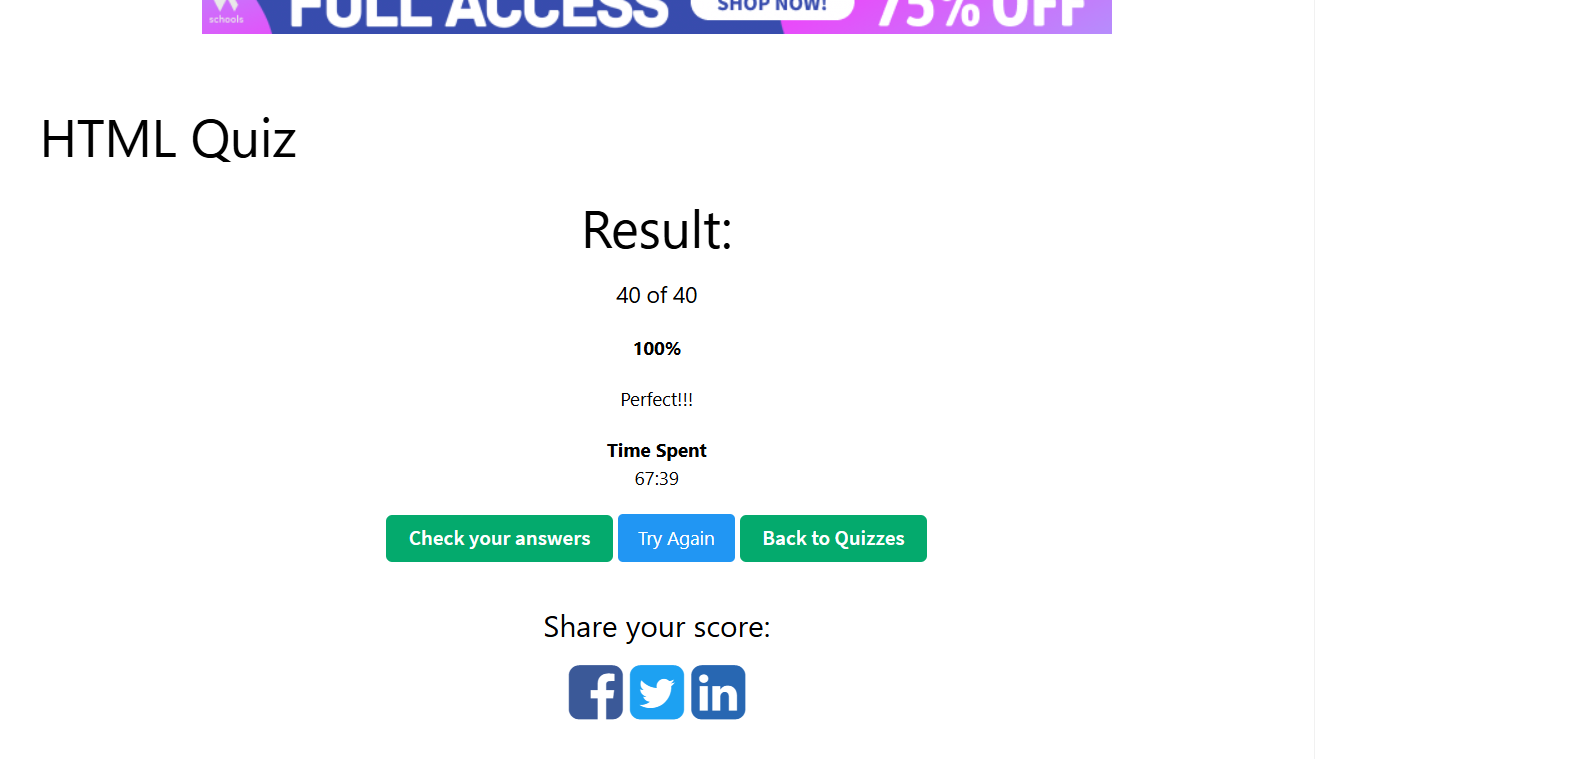 schools
FULL ACCESS
SHOP NOW!
75% OFF
HTML Quiz
Result:
40 of 40
100%
Perfect!!!
Time Spent
67:39
Check your answers
Try Again
Back to Quizzes
Share your score: